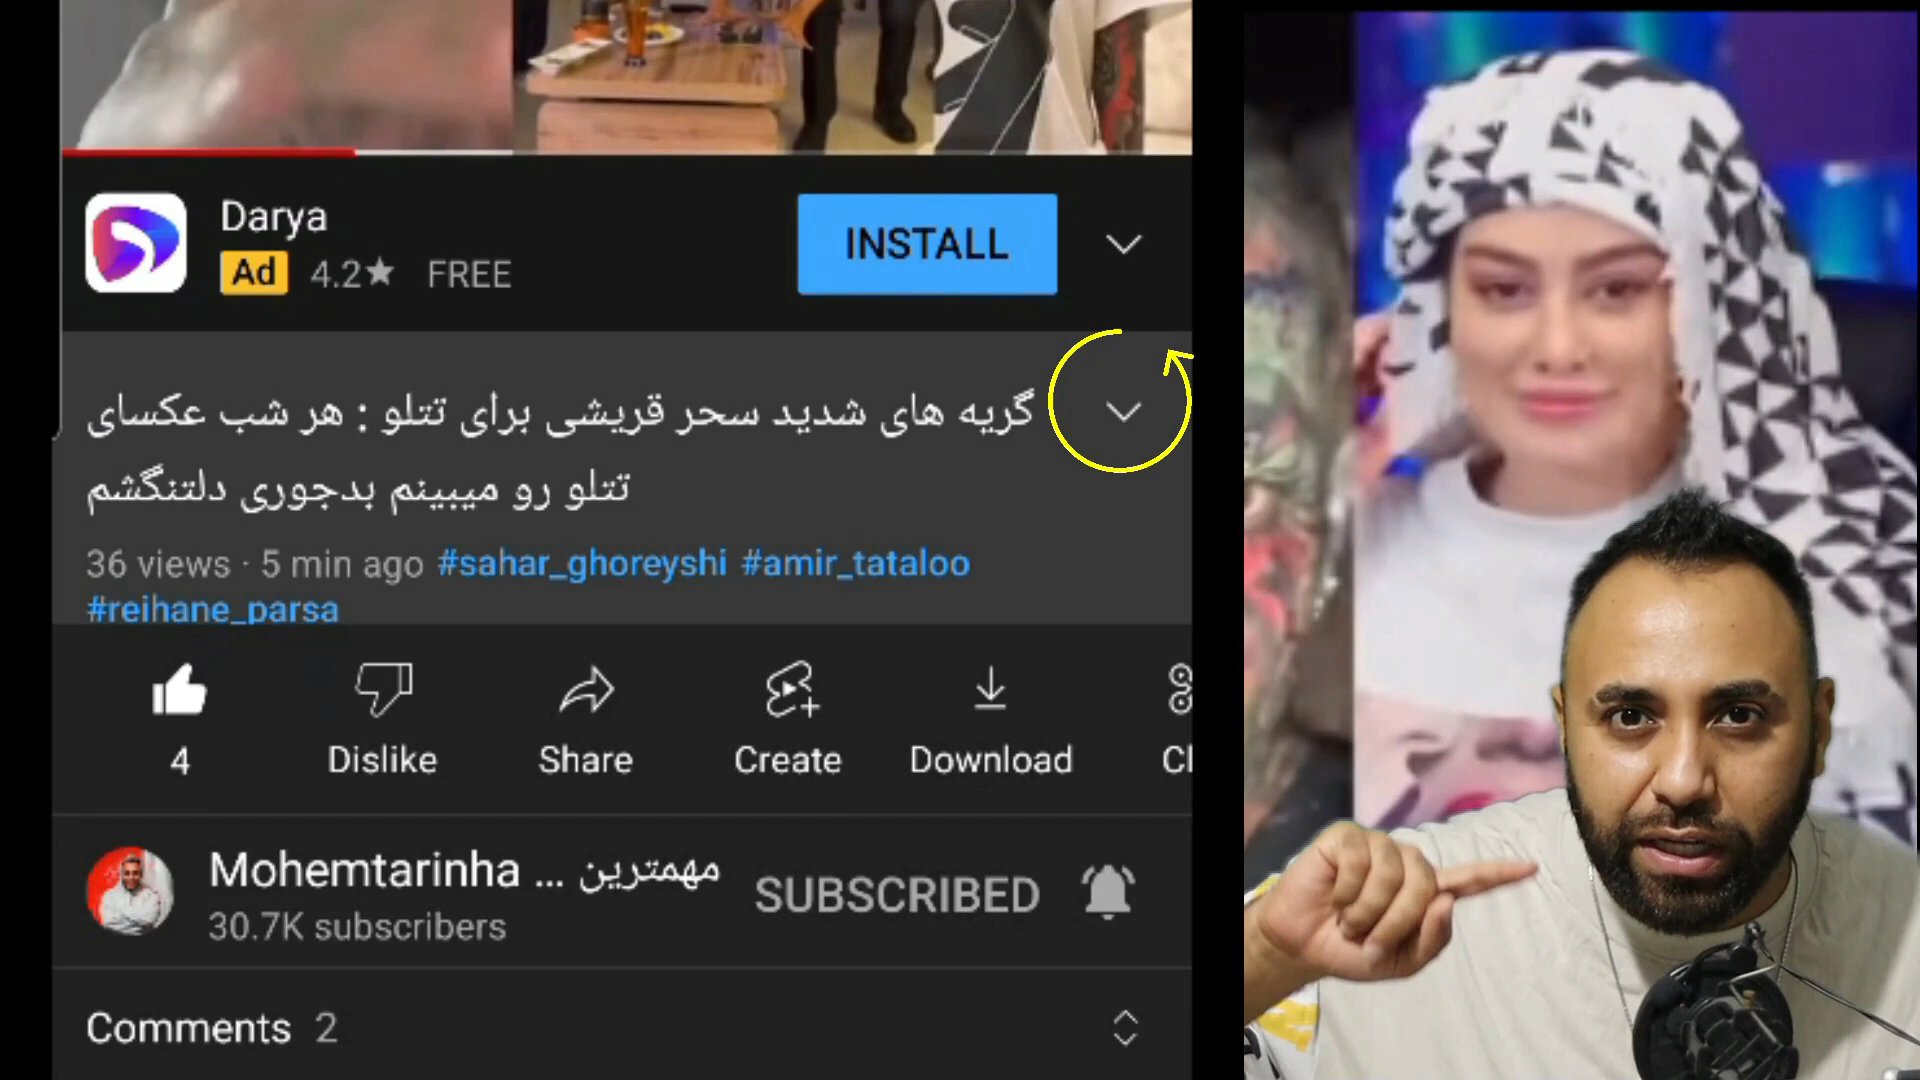 Darya
Ad 4.2★ FREE
INSTALL
گریه های شدید سحر قریشی برای تتلو : هر شب عکسای
تتلو رو میبینم بدجوری دلتنگشم
36 views · 5 min ago #sahar_ghoreyshi #amir_tataloo
#reihane_parsa
4 Dislike Share Create Download Cl
Mohemtarinha ... مهمترین
30.7K subscribers
SUBSCRIBED
Comments 2